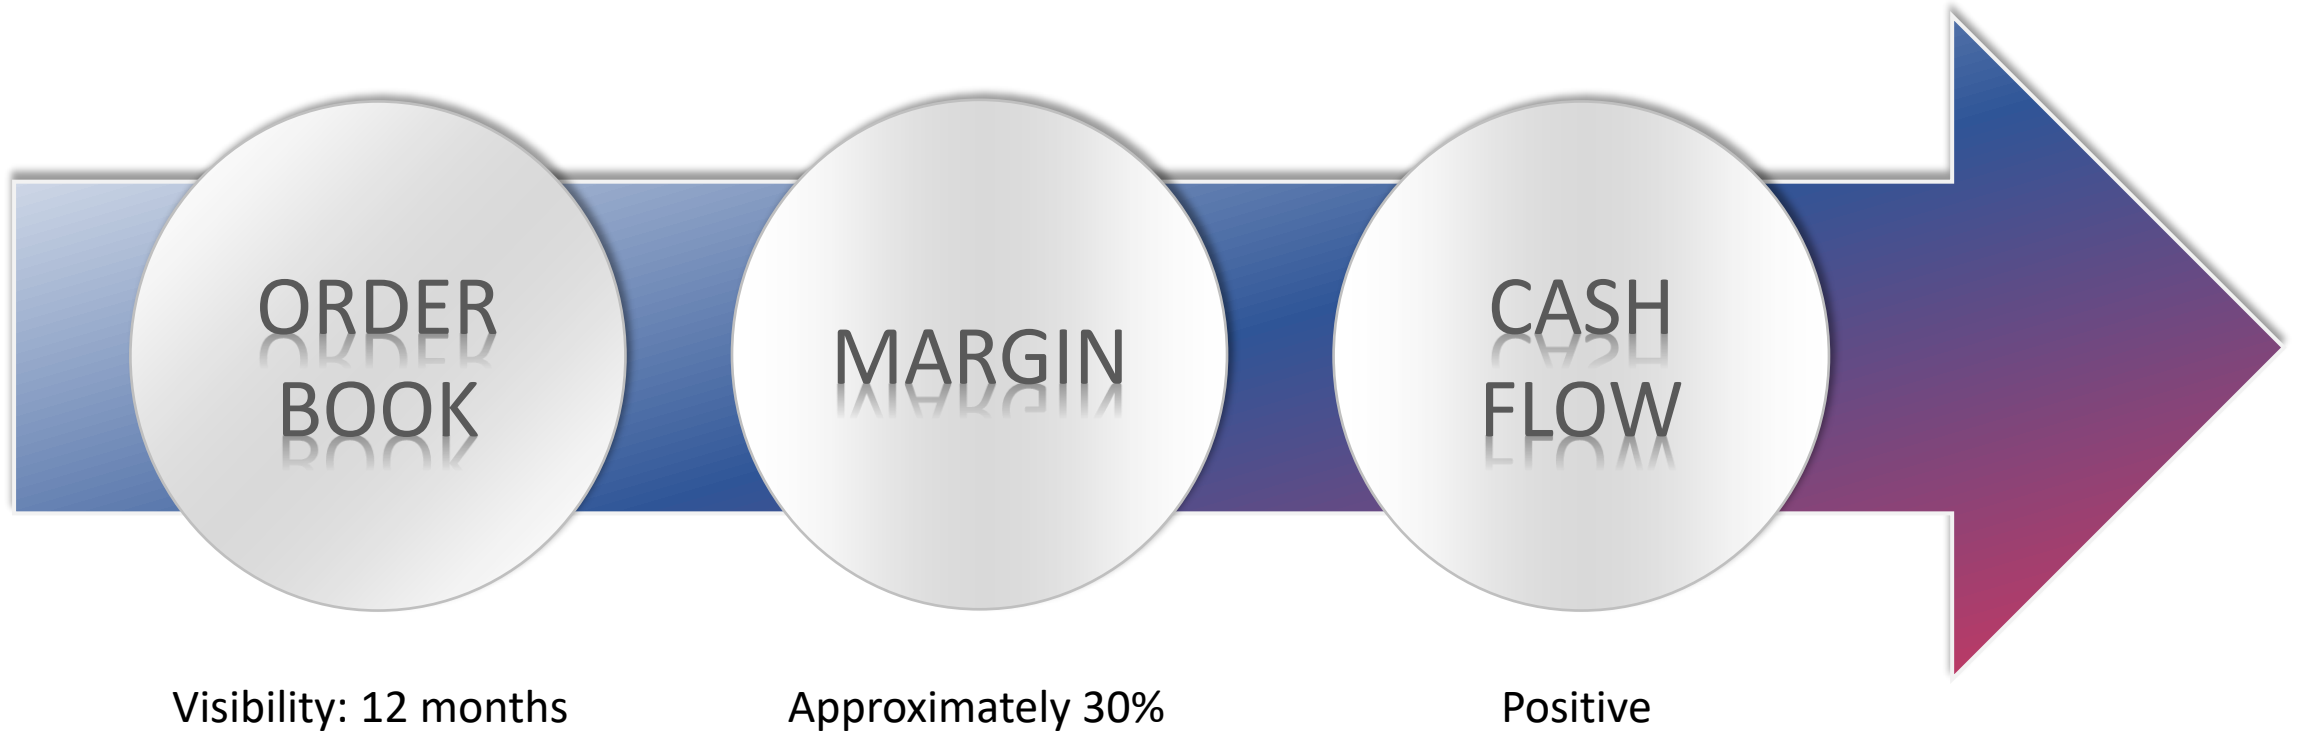 ORDER
BOOK
MARGIN
CASH
FLOW
Visibility: 12 months
Approximately 30%
Positive